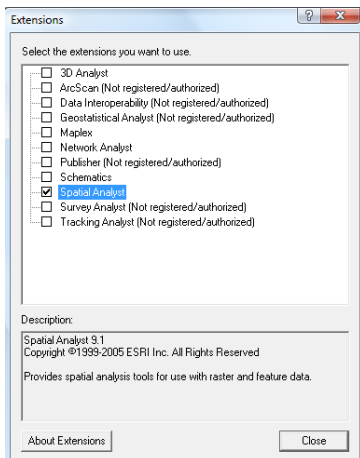 Extensions
Select the extensions you want to use.
3D Analyst
ArcScan (Not registered/authorized)
Data Interoperability (Not registered/authorized)
Geostatistical Analyst (Not registered/authorized)
Maplex
Network Analyst
Publisher (Not registered/authorized)
Schematics
Spatial Analyst
Survey Analyst (Not registered/authorized)
Tracking Analyst (Not registered/authorized)
Description:
Spatial Analyst 9.1
Copyright ©1999-2005 ESRI Inc. All Rights Reserved
Provides spatial analysis tools for use with raster and feature data.
About Extensions
Close